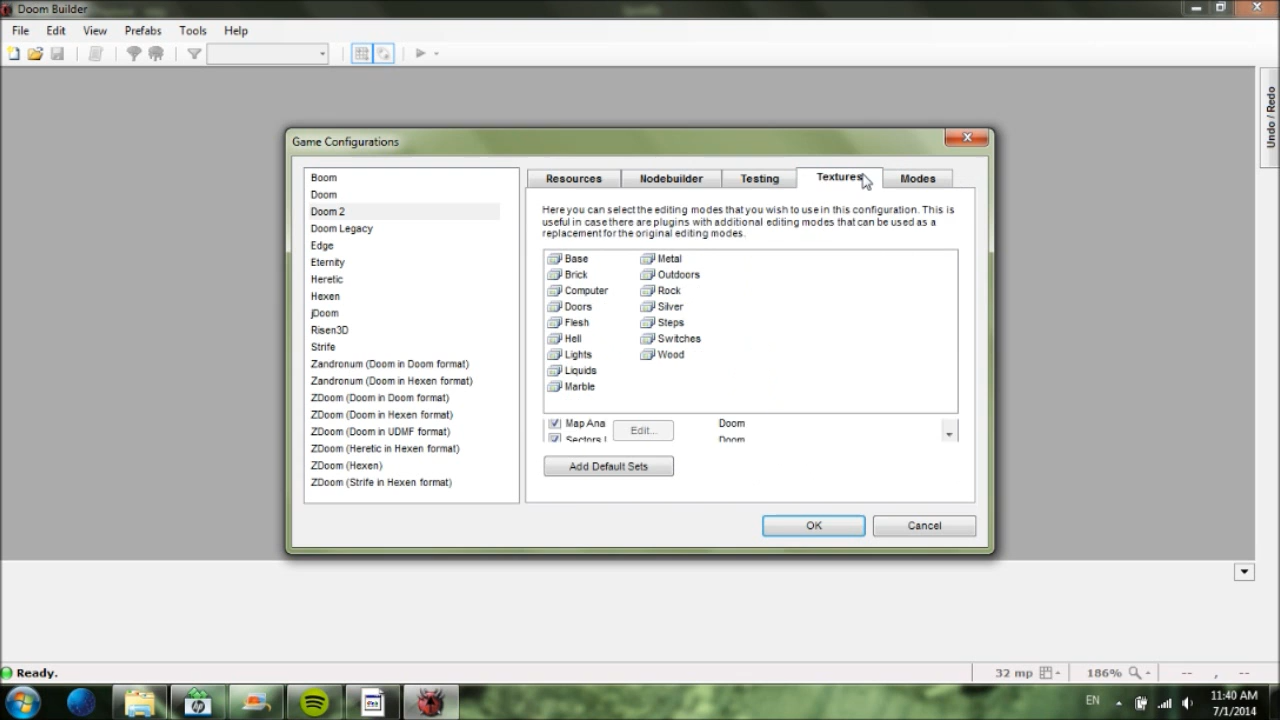 Doom Builder
File Edit View Prefabs Tools Help
Undo / Redo
Game Configurations
Boom
Doom
Doom 2
Doom Legacy
Edge
Eternity
Heretic
Hexen
jDoom
Risen3D
Strife
Zandronum (Doom in Doom format)
Zandronum (Doom in Hexen format)
ZDoom (Doom in Doom format)
ZDoom (Doom in Hexen format)
ZDoom (Doom in UDMF format)
ZDoom (Heretic in Hexen format)
ZDoom (Hexen)
ZDoom (Strife in Hexen format)
Resources Nodebuilder Testing Textures Modes
Here you can select the editing modes that you wish to use in this configuration. This is
useful in case there are plugins with additional editing modes that can be used as a
replacement for the original editing modes.
Base Metal
Brick Outdoors
Computer Rock
Doors Silver
Flesh Steps
Hell Switches
Lights Wood
Liquids
Marble
Map Ana Edit... Doom
Sectors Doom
Add Default Sets
OK Cancel
Ready.
32 mp 186% -- , --
EN 11:40 AM
7/1/2014